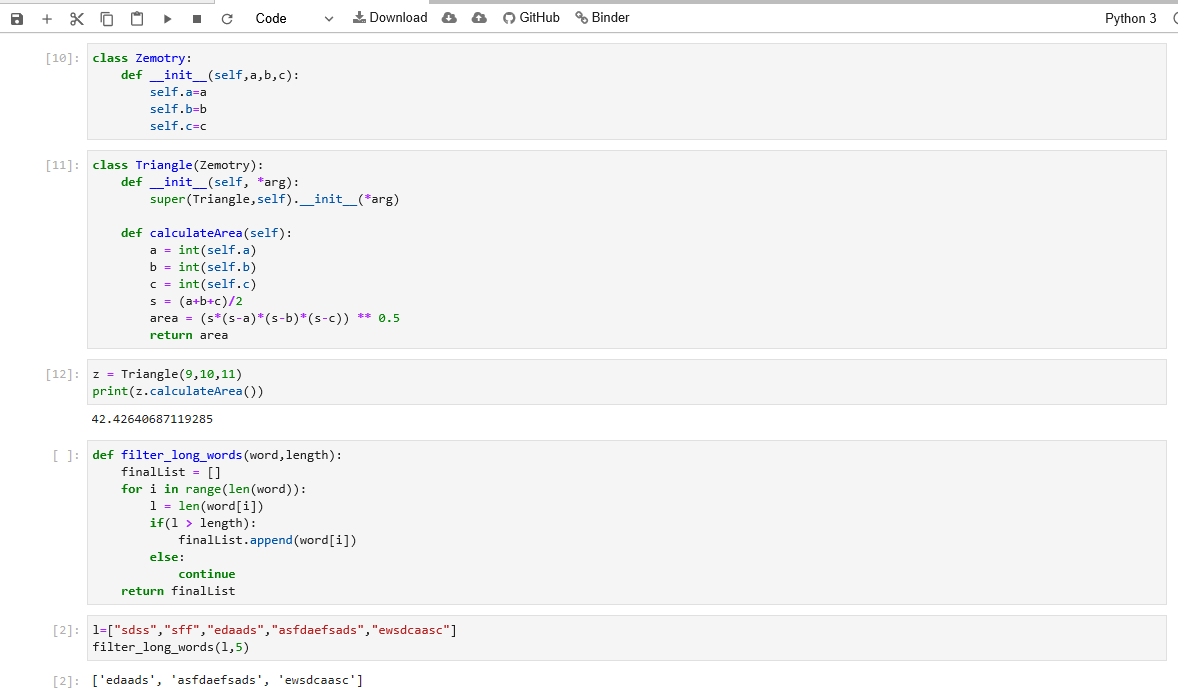 Code Download GitHub Binder Python 3
[10]: class Zemotry:
    def __init__(self,a,b,c):
        self.a=a
        self.b=b
        self.c=c
[11]: class Triangle(Zemotry):
    def __init__(self, *arg):
        super(Triangle,self).__init__(*arg)
    def calculateArea(self):
        a = int(self.a)
        b = int(self.b)
        c = int(self.c)
        s = (a+b+c)/2
        area = (s*(s-a)*(s-b)*(s-c)) ** 0.5
        return area
[12]: z = Triangle(9,10,11)
print(z.calculateArea())
42.42640687119285
[ ]: def filter_long_words(word,length):
    finalList = []
    for i in range(len(word)):
        l = len(word[i])
        if(l > length):
            finalList.append(word[i])
        else:
            continue
    return finalList
[2]: l=["sdss","sff","edaads","asfdaefsads","ewsdcaasc"]
filter_long_words(l,5)
[2]: ['edaads', 'asfdaefsads', 'ewsdcaasc']